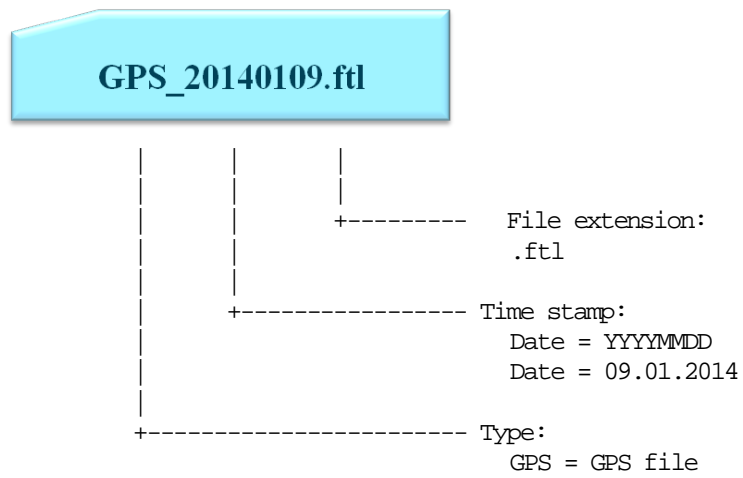 GPS_20140109.ftl
File extension:
.ftl
Time stamp:
Date = YYYYMMDD
Date = 09.01.2014
Type:
GPS = GPS file